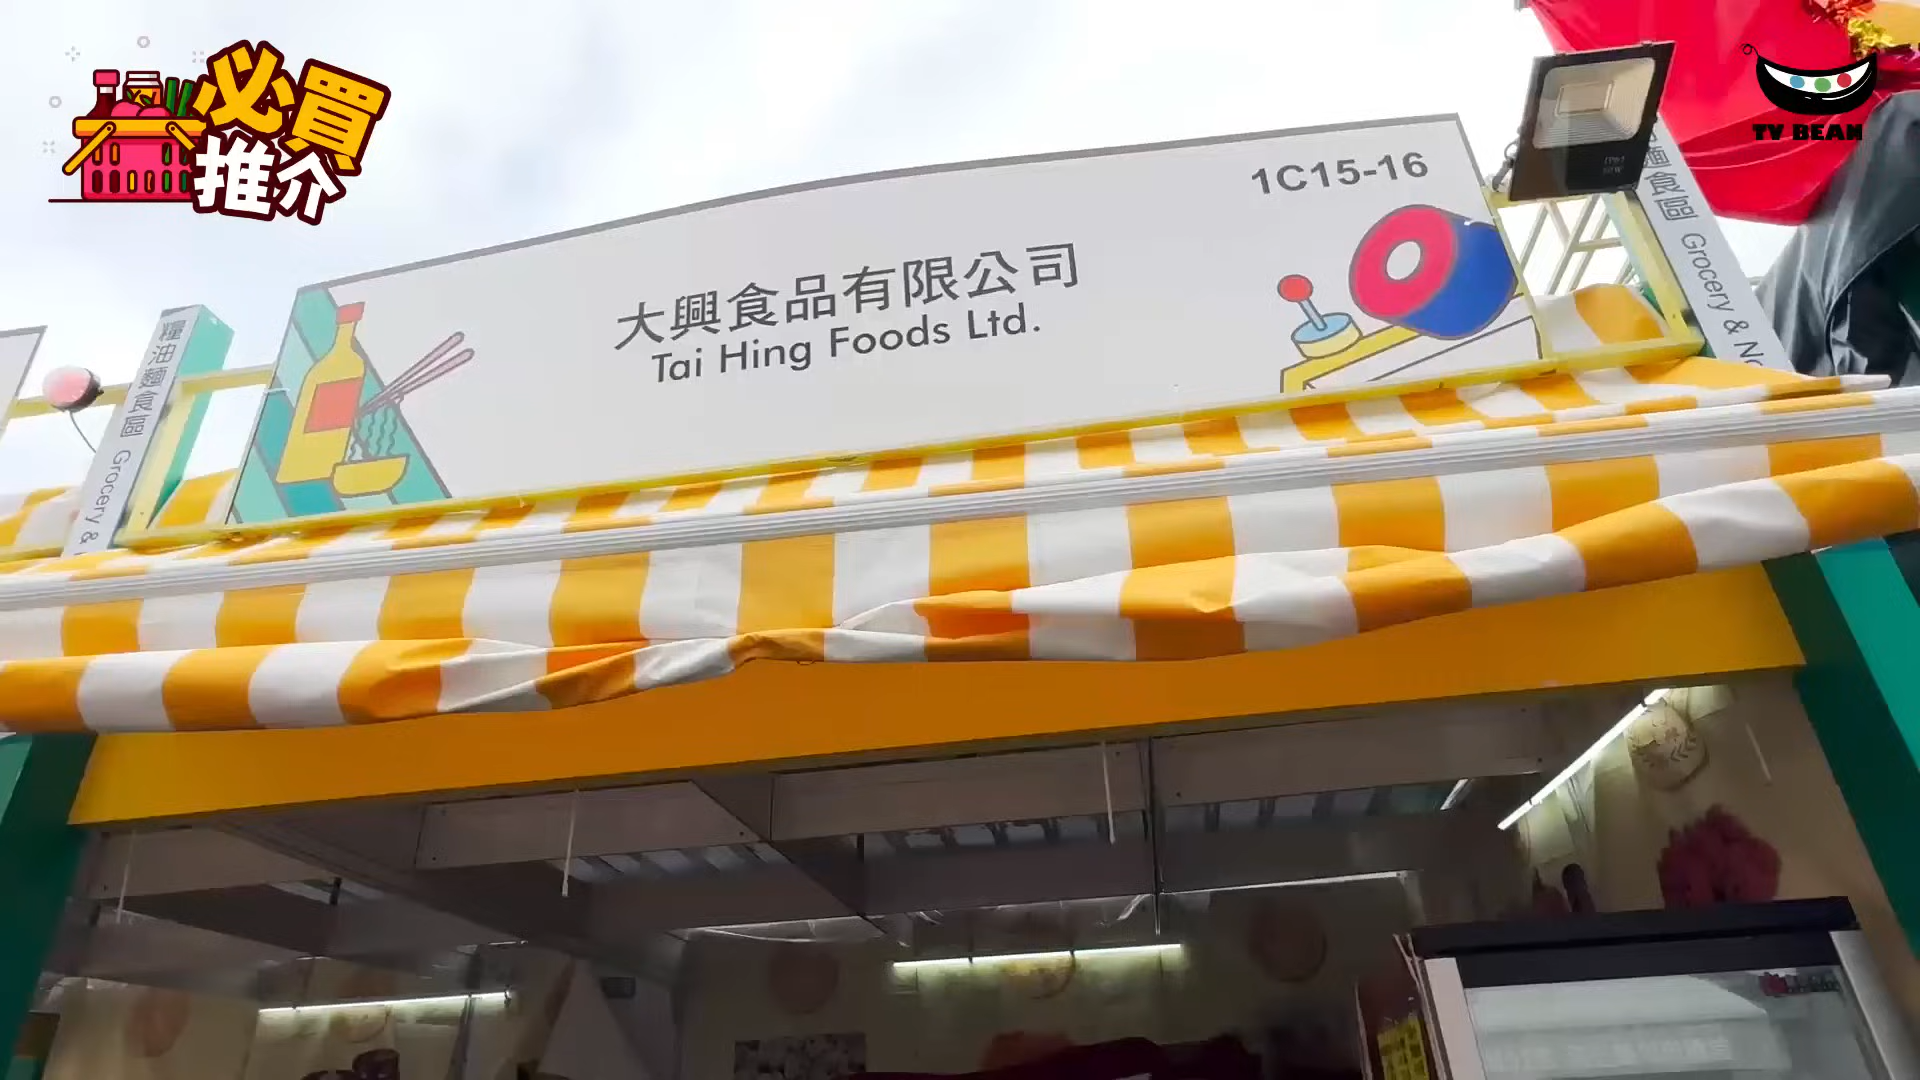 必買
推介
TV BEAN
1C15-16
大興食品有限公司
Tai Hing Foods Ltd.
糧油麵食區 Grocery &
麵食區 Grocery & No